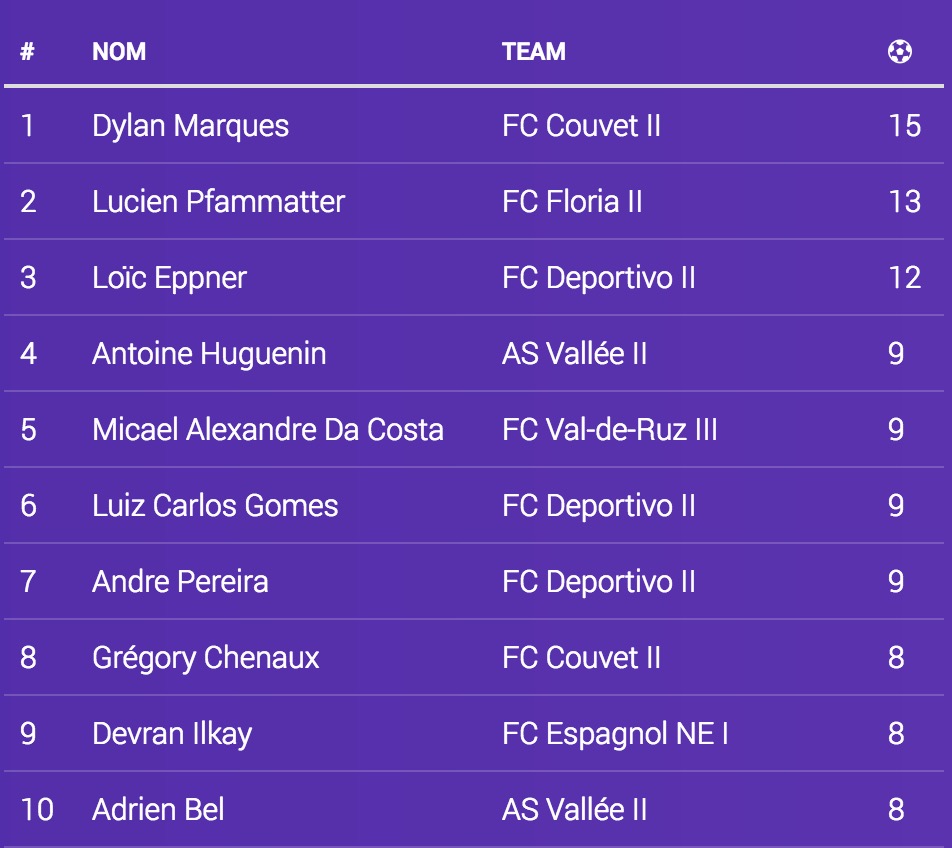 # NOM TEAM ⚽
1 Dylan Marques FC Couvet II 15
2 Lucien Pfammatter FC Floria II 13
3 Loïc Eppner FC Deportivo II 12
4 Antoine Huguenin AS Vallée II 9
5 Micael Alexandre Da Costa FC Val-de-Ruz III 9
6 Luiz Carlos Gomes FC Deportivo II 9
7 Andre Pereira FC Deportivo II 9
8 Grégory Chenaux FC Couvet II 8
9 Devran Ilkay FC Espagnol NE I 8
10 Adrien Bel AS Vallée II 8